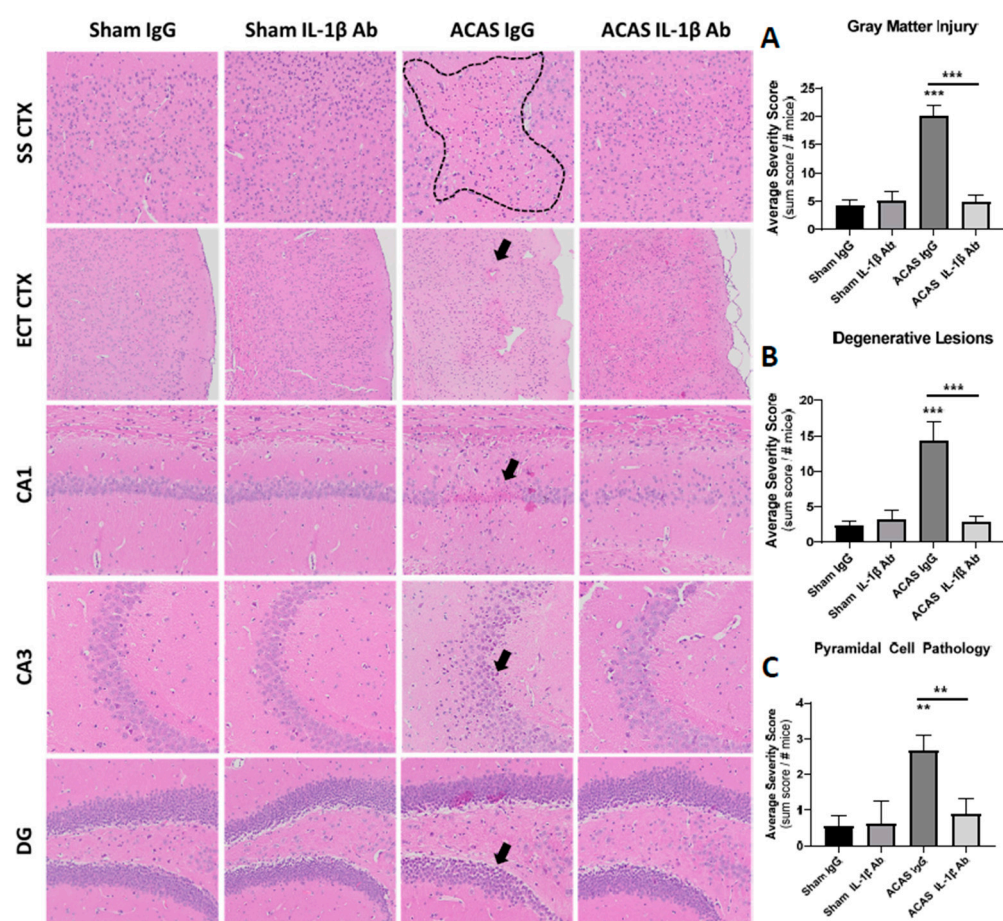 Sham IgG
Sham IL-1β Ab
ACAS IgG
ACAS IL-1β Ab
SS CTX
ECT CTX
CA1
CA3
DG
A
Gray Matter Injury
Average Severity Score
(sum score / # mice)
25
20
15
10
5
0
***
***
Sham IgG
Sham IL-1β Ab
ACAS IgG
ACAS IL-1β Ab
B
Degenerative Lesions
Average Severity Score
(sum score / # mice)
20
15
10
5
0
***
***
Sham IgG
Sham IL-1β Ab
ACAS IgG
ACAS IL-1β Ab
C
Pyramidal Cell Pathology
Average Severity Score
(sum score / # mice)
4
3
2
1
0
**
**
Sham IgG
Sham IL-1β Ab
ACAS IgG
ACAS IL-1β Ab